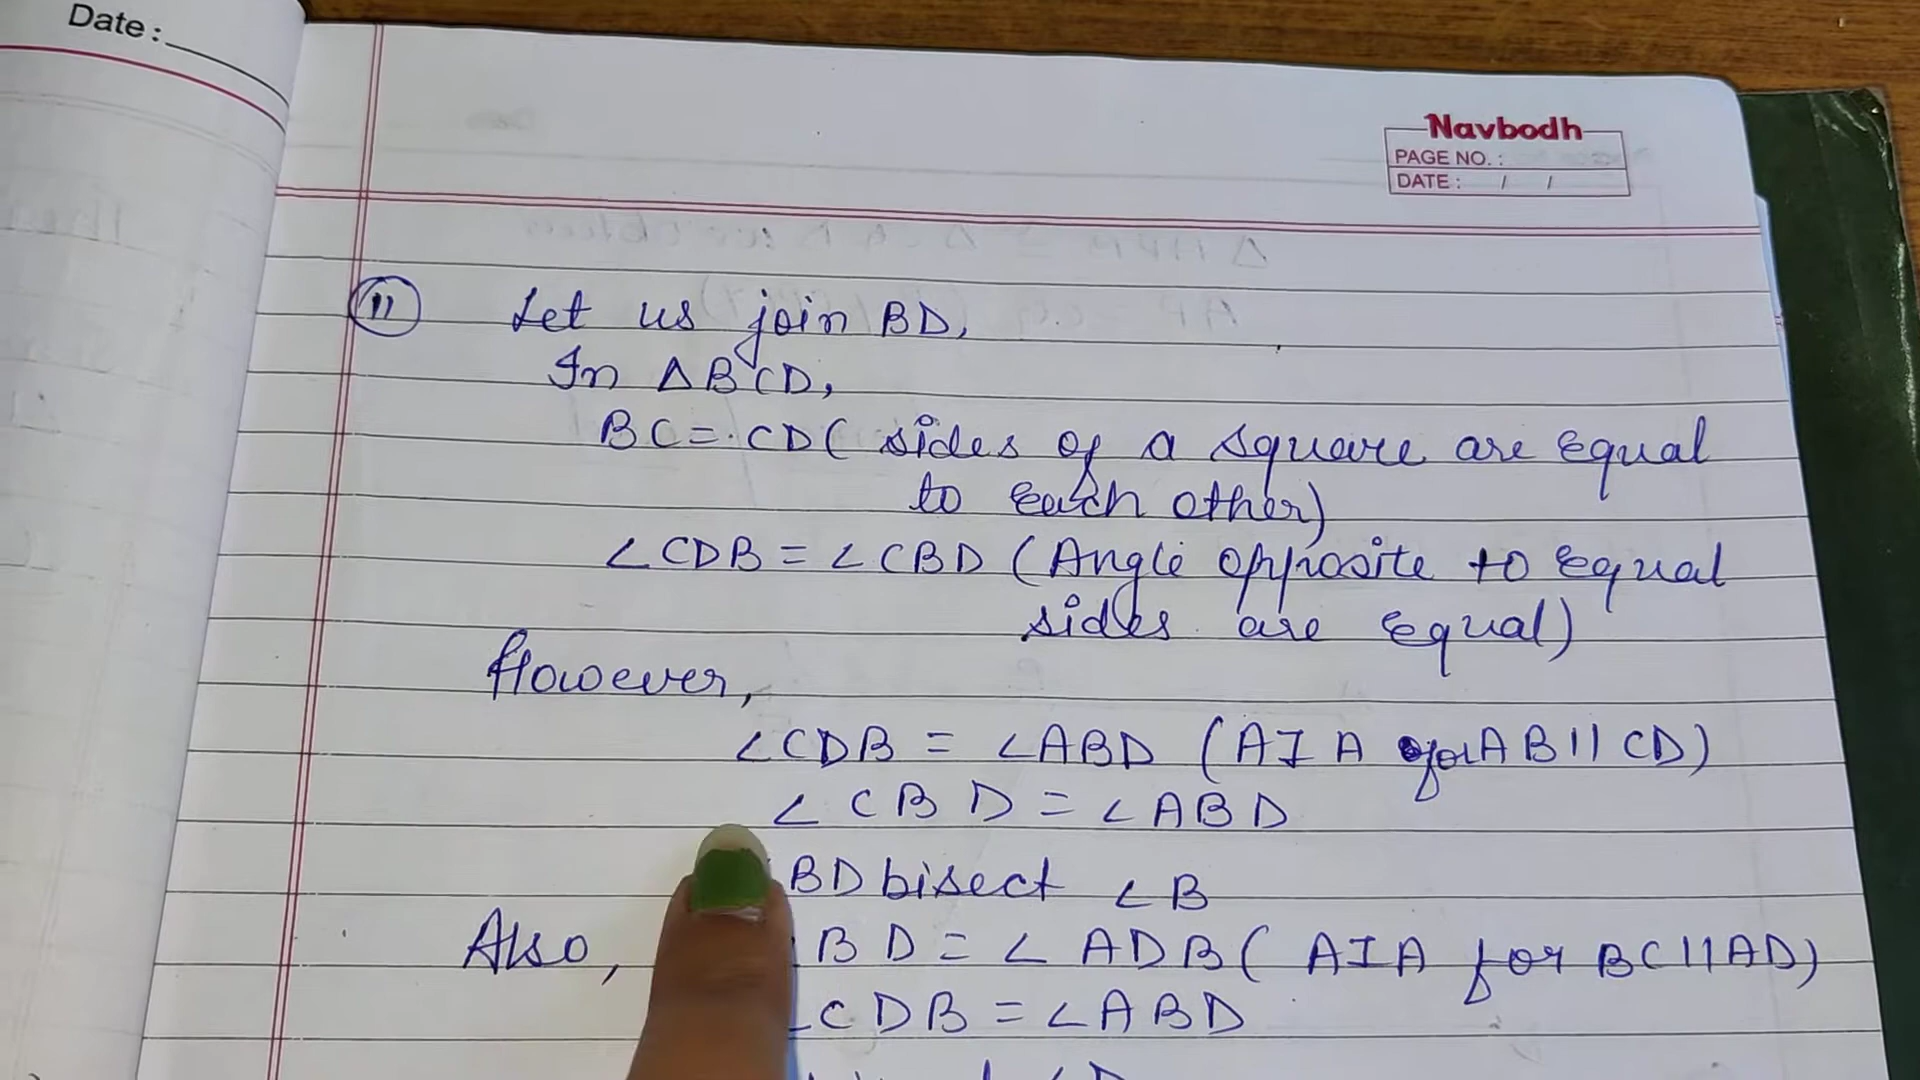 Date :
Navbodh
PAGE NO. :
DATE : / /
(ii) Let us join BD,
In △BCD,
BC = CD ( sides of a square are equal
to each other)
∠CDB = ∠CBD (Angle opposite to equal
sides are equal)
However,
∠CDB = ∠ABD (AIA for AB || CD)
∠CBD = ∠ABD
BD bisect ∠B
Also, BD = ∠ADB ( AIA for BC || AD)
∠CDB = ∠ABD